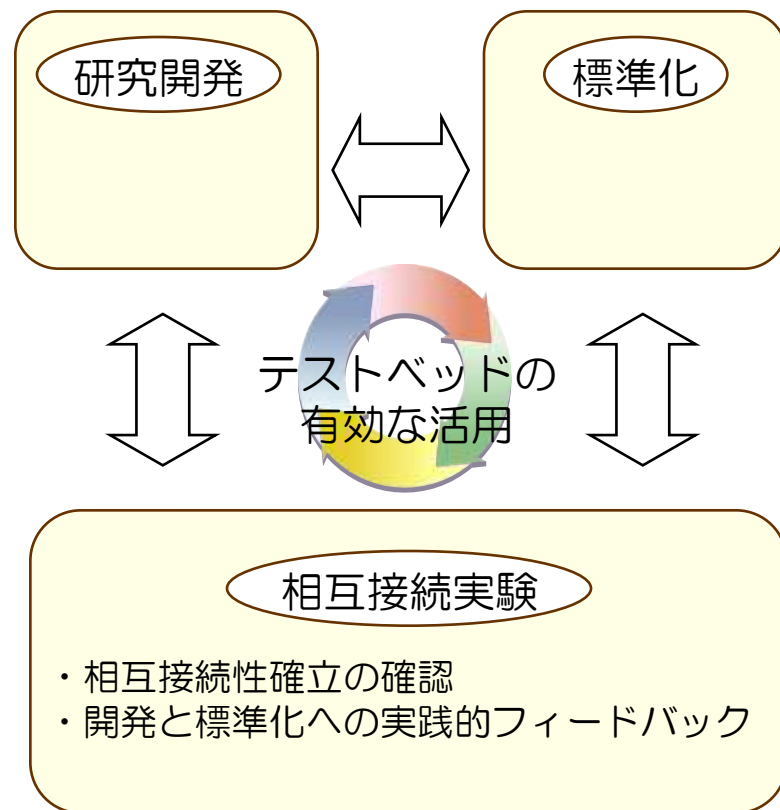 研究開発
標準化
テストベッドの
有効な活用
相互接続実験
・相互接続性確立の確認
・開発と標準化への実践的フィードバック